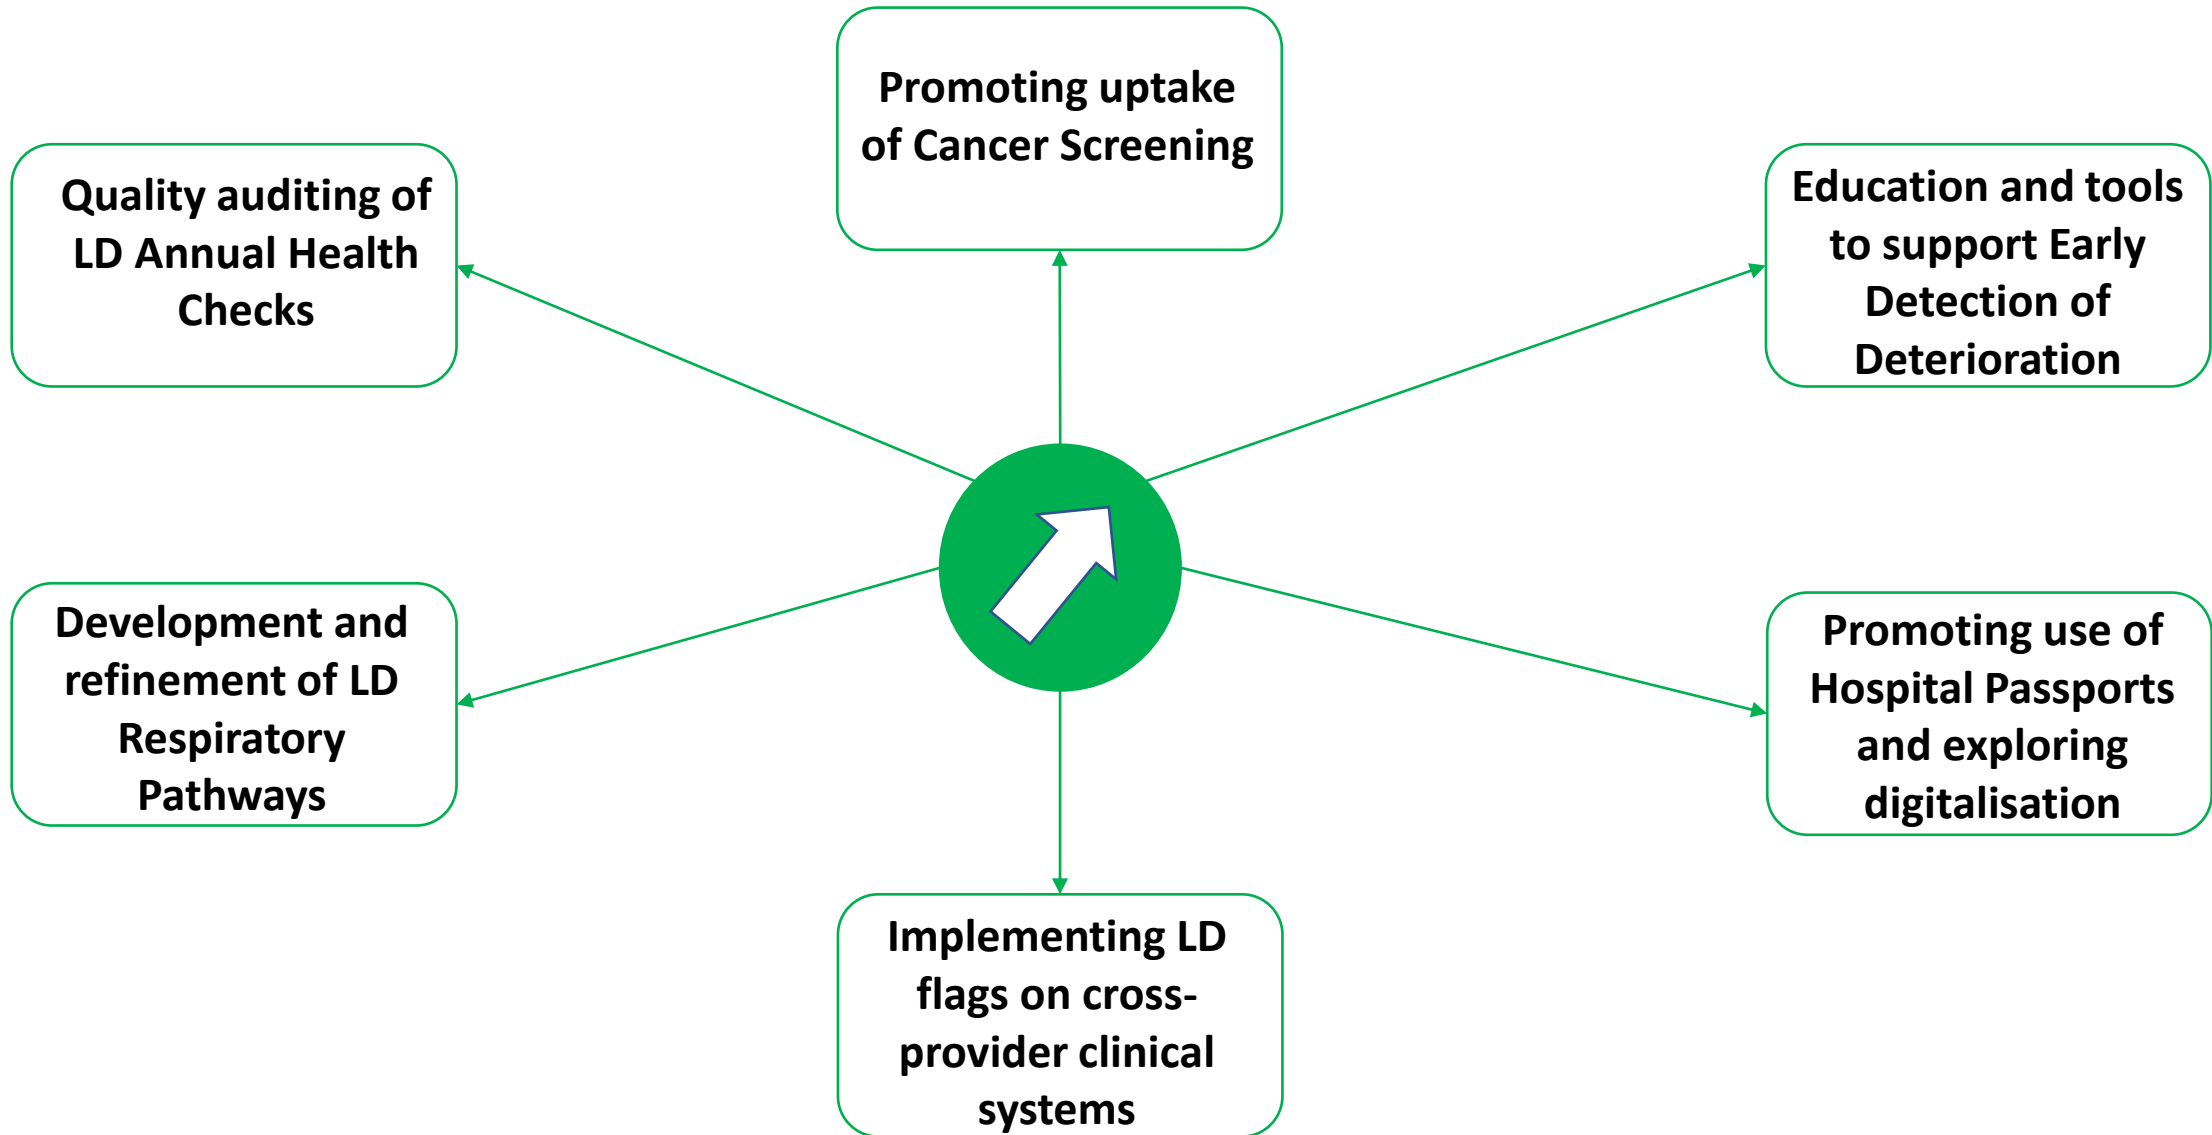 Promoting uptake
of Cancer Screening
Quality auditing of
LD Annual Health
Checks
Education and tools
to support Early
Detection of
Deterioration
Development and
refinement of LD
Respiratory
Pathways
Promoting use of
Hospital Passports
and exploring
digitalisation
Implementing LD
flags on cross-
provider clinical
systems